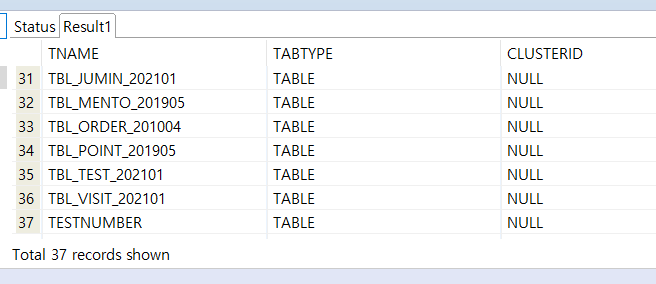 Status Result1
TNAME TABTYPE CLUSTERID
31 TBL_JUMIN_202101 TABLE NULL
32 TBL_MENTO_201905 TABLE NULL
33 TBL_ORDER_201004 TABLE NULL
34 TBL_POINT_201905 TABLE NULL
35 TBL_TEST_202101 TABLE NULL
36 TBL_VISIT_202101 TABLE NULL
37 TESTNUMBER TABLE NULL
Total 37 records shown